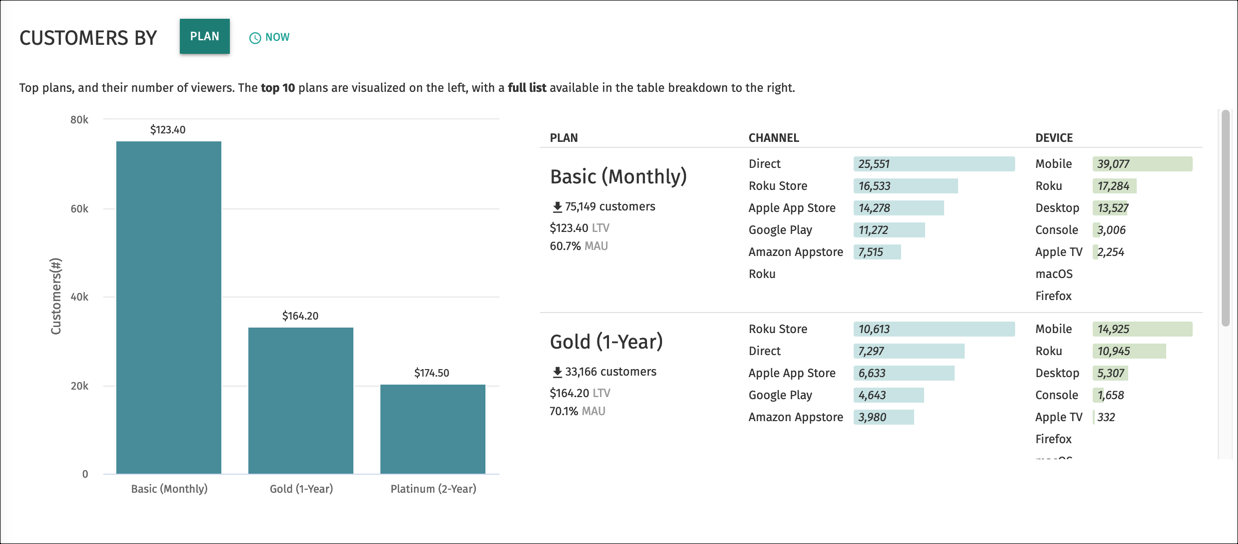 CUSTOMERS BY PLAN NOW
Top plans, and their number of viewers. The top 10 plans are visualized on the left, with a full list available in the table breakdown to the right.
80k
60k
40k
20k
0
Customers(#)
$123.40
$164.20
$174.50
Basic (Monthly)
Gold (1-Year)
Platinum (2-Year)
PLAN CHANNEL DEVICE
Basic (Monthly)
75,149 customers
$123.40 LTV
60.7% MAU
Direct 25,551
Roku Store 16,533
Apple App Store 14,278
Google Play 11,272
Amazon Appstore 7,515
Roku
Mobile 39,077
Roku 17,284
Desktop 13,527
Console 3,006
Apple TV 2,254
macOS
Firefox
Gold (1-Year)
33,166 customers
$164.20 LTV
70.1% MAU
Roku Store 10,613
Direct 7,297
Apple App Store 6,633
Google Play 4,643
Amazon Appstore 3,980
Mobile 14,925
Roku 10,945
Desktop 5,307
Console 1,658
Apple TV 332
Firefox